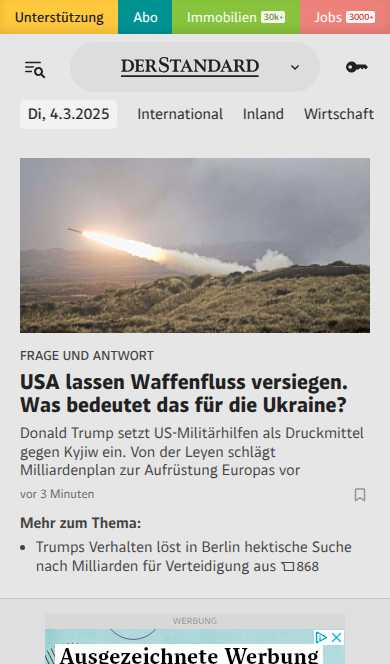 Unterstützung Abo Immobilien 30k+ Jobs 3000+
DERSTANDARD
Di, 4.3.2025 International Inland Wirtschaft
FRAGE UND ANTWORT
USA lassen Waffenfluss versiegen.
Was bedeutet das für die Ukraine?
Donald Trump setzt US-Militärhilfen als Druckmittel
gegen Kyjiw ein. Von der Leyen schlägt
Milliardenplan zur Aufrüstung Europas vor
vor 3 Minuten
Mehr zum Thema:
• Trumps Verhalten löst in Berlin hektische Suche
nach Milliarden für Verteidigung aus 868
WERBUNG
Ausgezeichnete Werbung